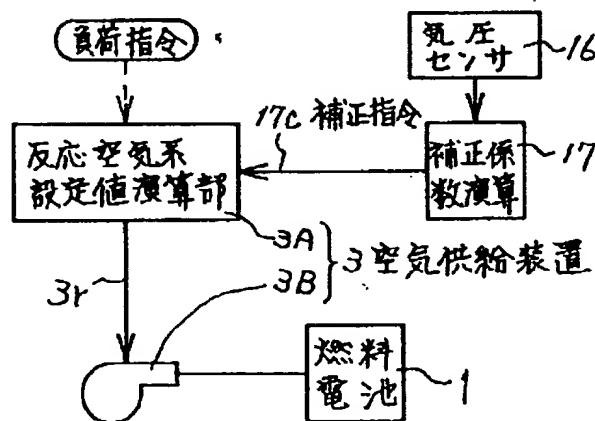 負荷指令
気圧
センサ
16
17c 補正指令
反応空気系
設定値演算部
補正係
数演算
17
3A
3B
3空気供給装置
3r
燃料
電池
1